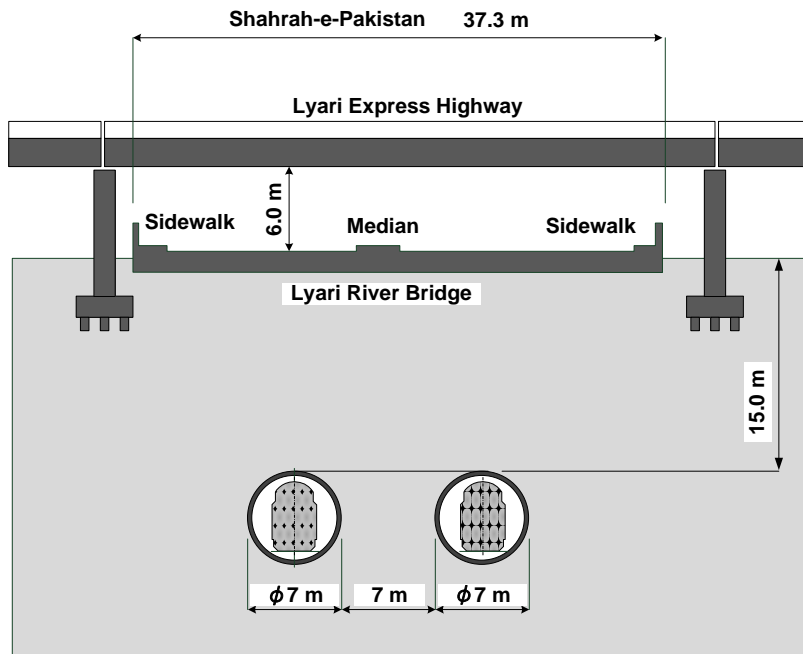 Shahrah-e-Pakistan 37.3 m
Lyari Express Highway
6.0 m
Sidewalk
Median
Sidewalk
Lyari River Bridge
15.0 m
ϕ7 m
7 m
ϕ7 m